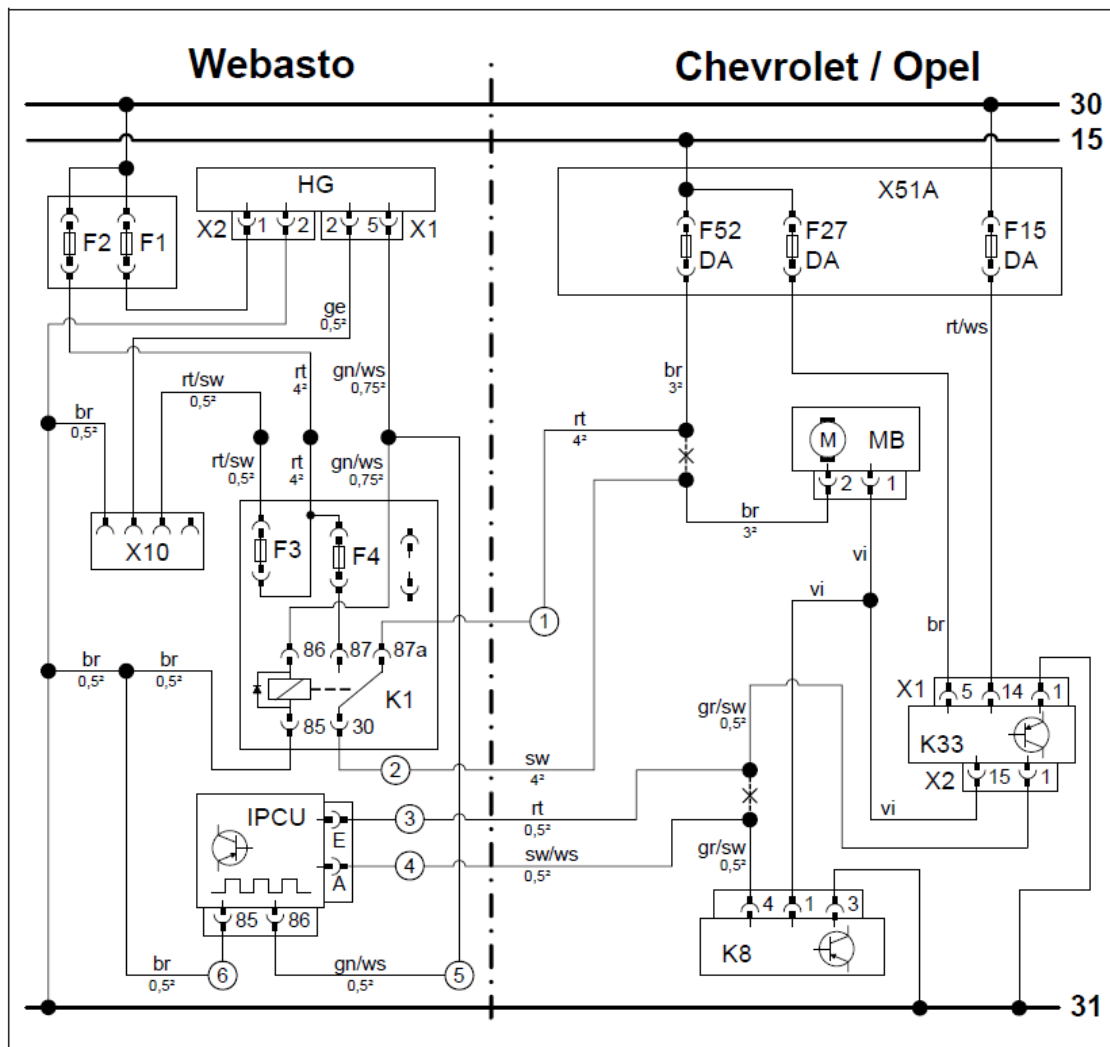 Webasto
Chevrolet / Opel
30
15
HG
X51A
X2 1 2 2 5 X1
F2 F1
F52 DA
F27 DA
F15 DA
ge 0,5²
rt/ws
rt/sw 0,5²
rt 4²
gn/ws 0,75²
br 3²
br 0,5²
rt 4²
M MB
rt/sw 0,5²
rt 4²
gn/ws 0,75²
2 1
br 3²
X10
F3 F4
vi
vi
1
br
86 87 87a
br 0,5²
br 0,5²
K1
X1 5 14 1
gr/sw 0,5²
85 30
K33
2
sw 4²
X2 15 1
IPCU
E
3
rt 0,5²
vi
A
4
sw/ws 0,5²
gr/sw 0,5²
85 86
4 1 3
K8
br 0,5²
6
gn/ws 0,5²
5
31